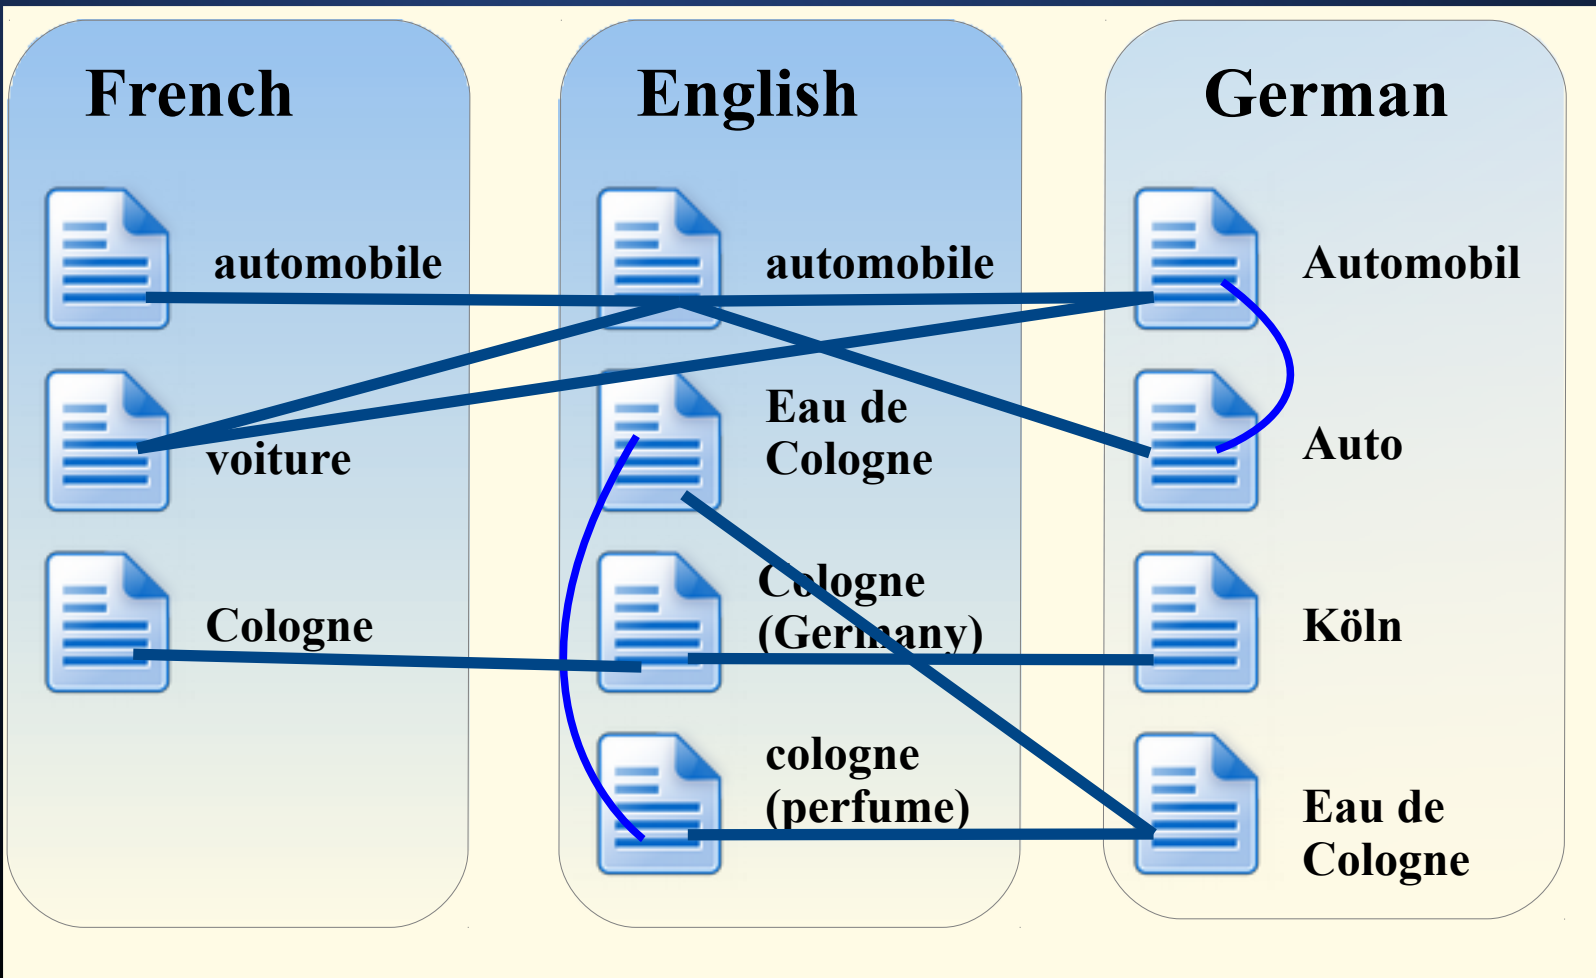 French
automobile
voiture
Cologne
English
automobile
Eau de
Cologne
Cologne
(Germany)
cologne
(perfume)
German
Automobil
Auto
Köln
Eau de
Cologne